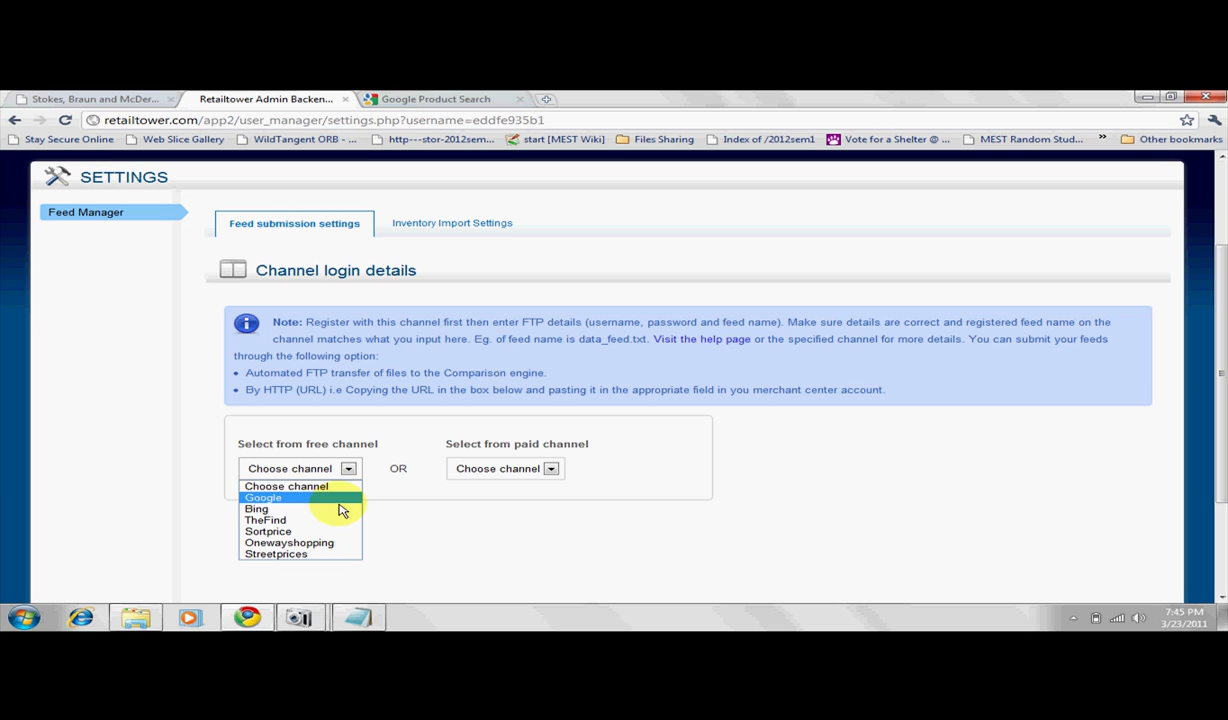 Stokes, Braun and McDer...
Retailtower Admin Backen...
Google Product Search
retailtower.com/app2/user_manager/settings.php?username=eddfe935b1
Stay Secure Online
Web Slice Gallery
WildTangent ORB - ...
http---stor-2012sem...
start [MEST Wiki]
Files Sharing
Index of /2012sem1
Vote for a Shelter @ ...
MEST Random Stud...
»
Other bookmarks
SETTINGS
Feed Manager
Feed submission settings
Inventory Import Settings
Channel login details
Note: Register with this channel first then enter FTP details (username, password and feed name). Make sure details are correct and registered feed name on the
channel matches what you input here. Eg. of feed name is data_feed.txt. Visit the help page or the specified channel for more details. You can submit your feeds
through the following option:
• Automated FTP transfer of files to the Comparison engine.
• By HTTP (URL) i.e Copying the URL in the box below and pasting it in the appropriate field in you merchant center account.
Select from free channel
Select from paid channel
Choose channel
OR
Choose channel
Choose channel
Google
Bing
TheFind
Sortprice
Onewayshopping
Streetprices
7:45 PM
3/23/2011